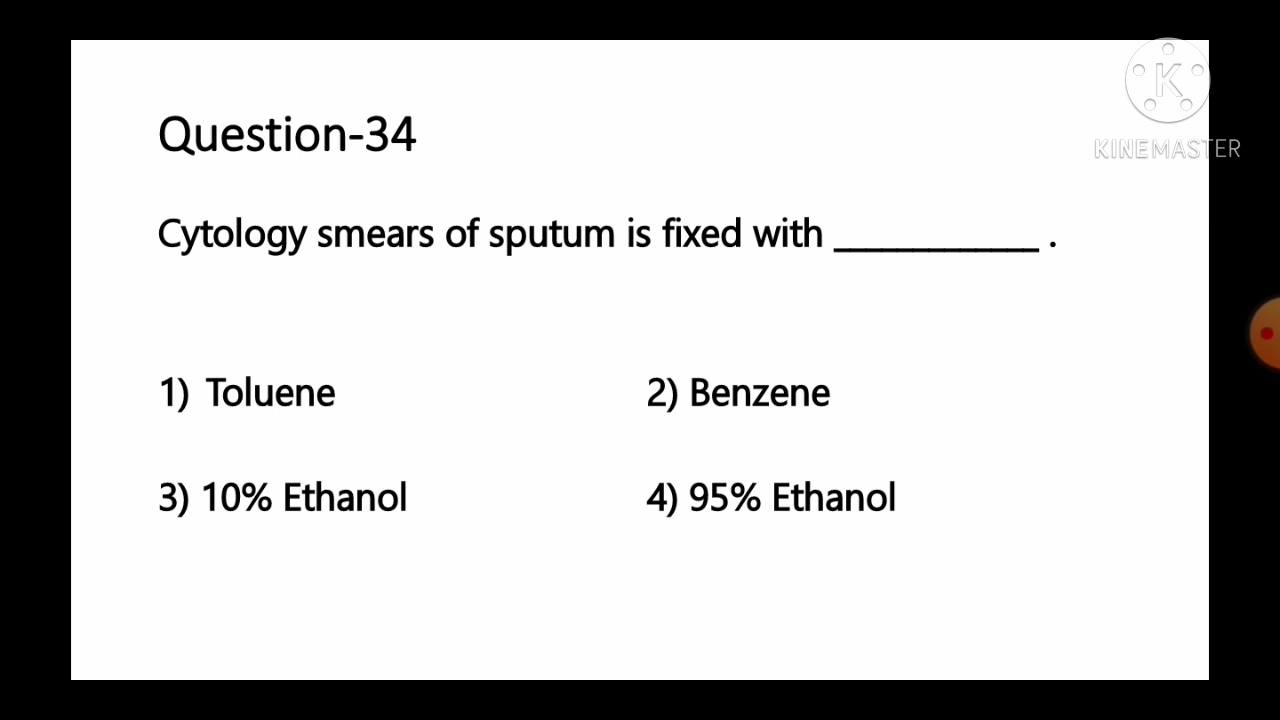 K
KINEMASTER
Question-34
Cytology smears of sputum is fixed with ____________ .
1) Toluene
2) Benzene
3) 10% Ethanol
4) 95% Ethanol